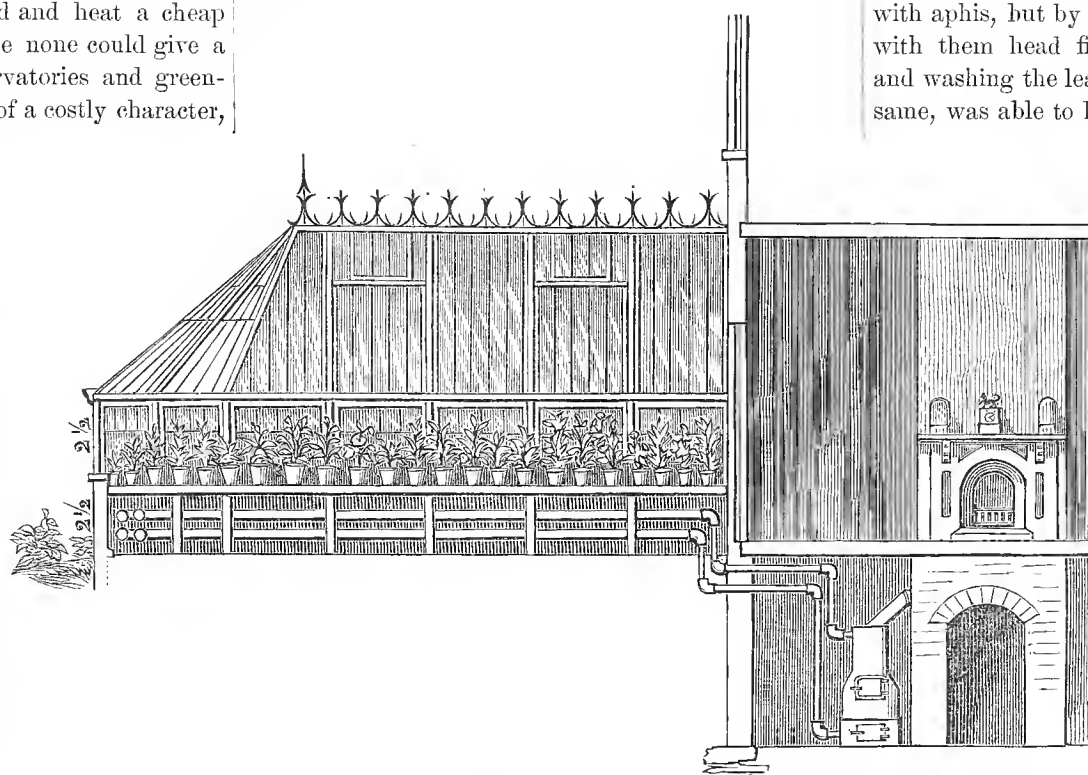 d and heat a cheap
e none could give a
rvatories and green-
of a costly character,
with aphis, but by
with them head fi
and washing the lea
same, was able to l
2½
2½